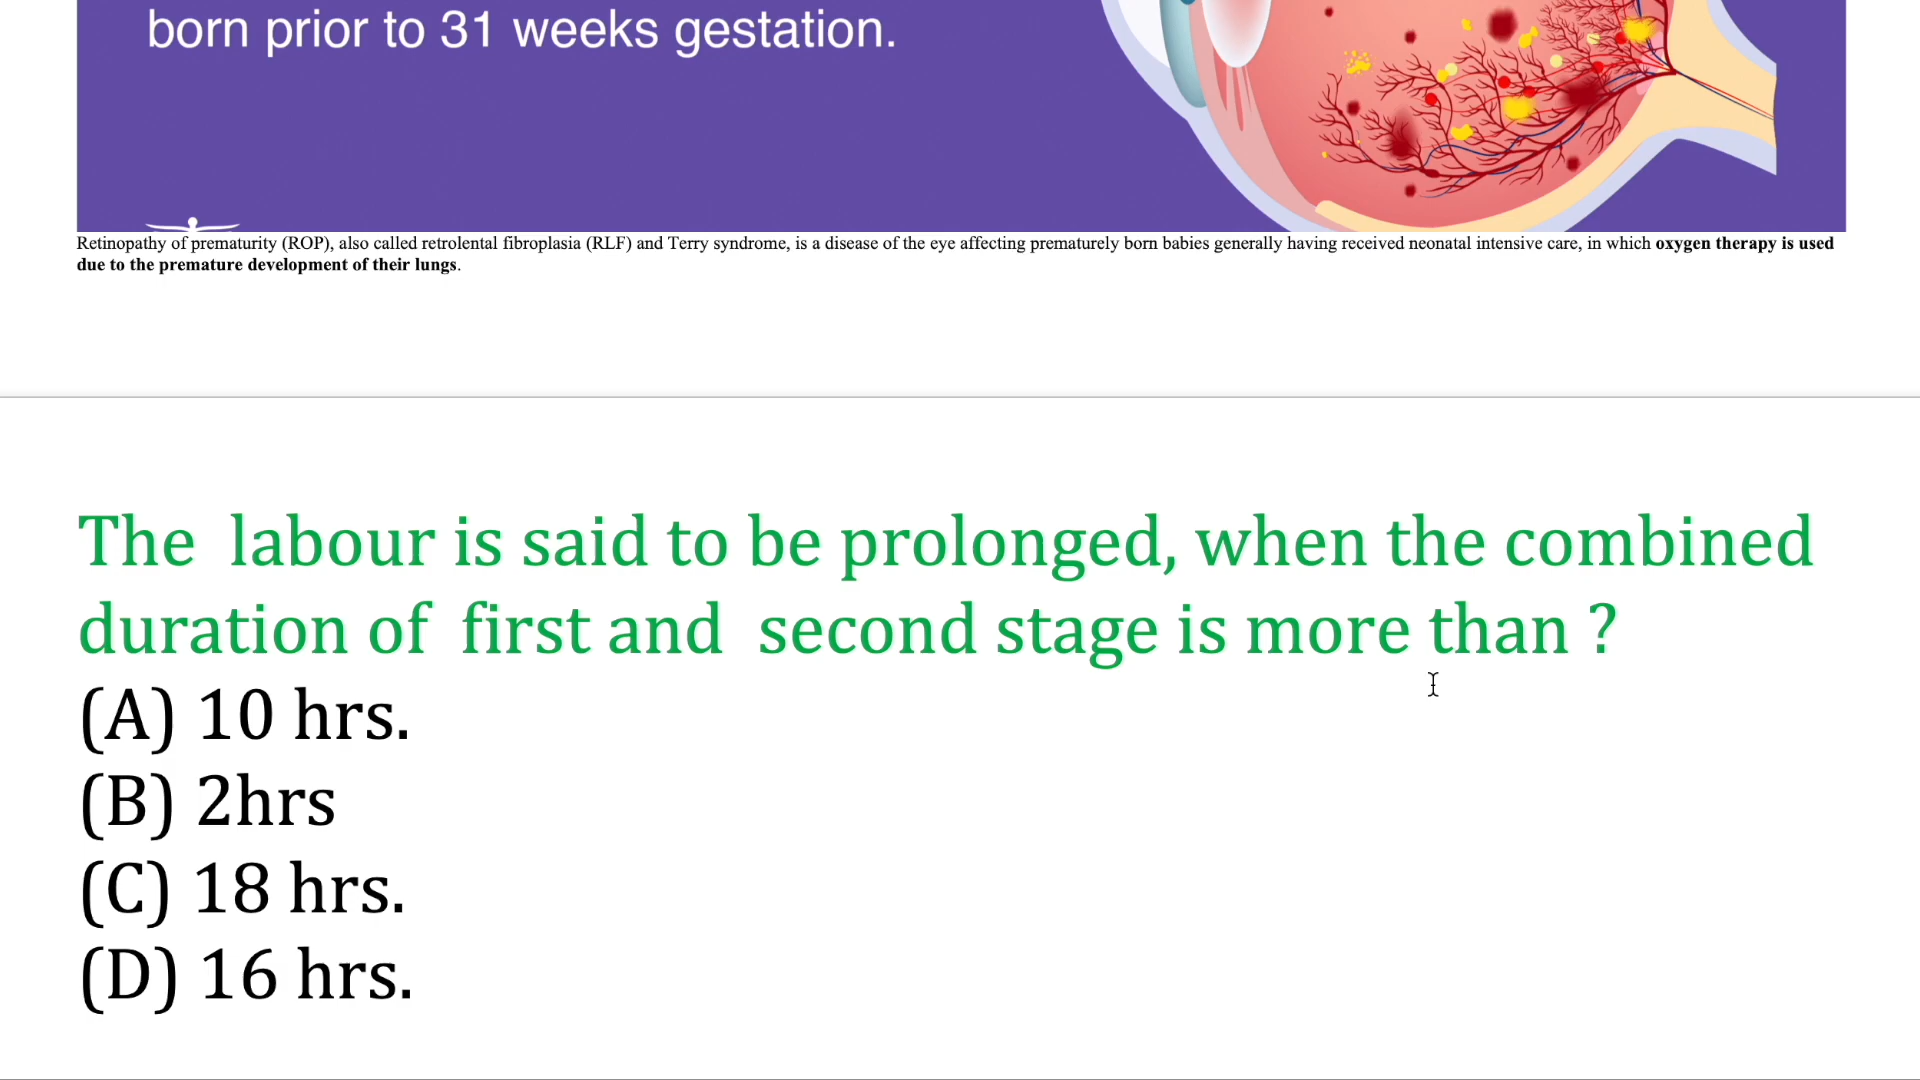 born prior to 31 weeks gestation.
Retinopathy of prematurity (ROP), also called retrolental fibroplasia (RLF) and Terry syndrome, is a disease of the eye affecting prematurely born babies generally having received neonatal intensive care, in which oxygen therapy is used
due to the premature development of their lungs.
The labour is said to be prolonged, when the combined
duration of first and second stage is more than ?
(A) 10 hrs.
(B) 2hrs
(C) 18 hrs.
(D) 16 hrs.